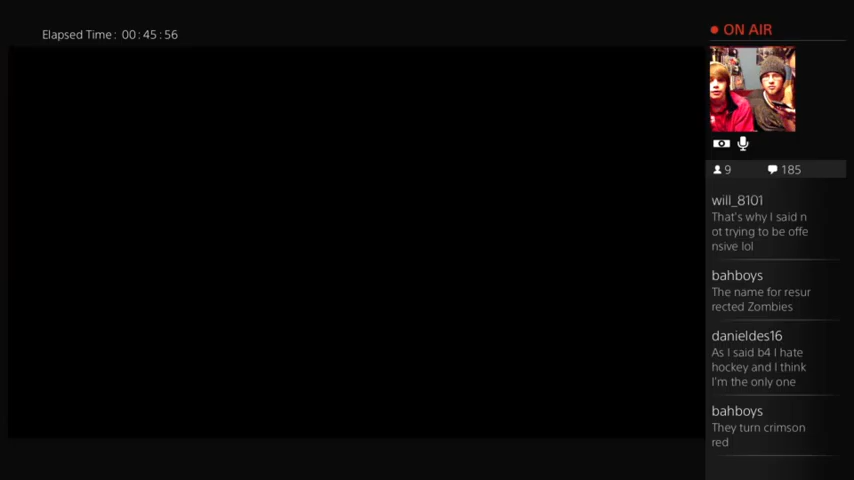 Elapsed Time: 00:45:56
ON AIR
9
185
will_8101
That's why I said n
ot trying to be offe
nsive lol
bahboys
The name for resur
rected Zombies
danieldes16
As I said b4 I hate
hockey and I think
I'm the only one
bahboys
They turn crimson
red